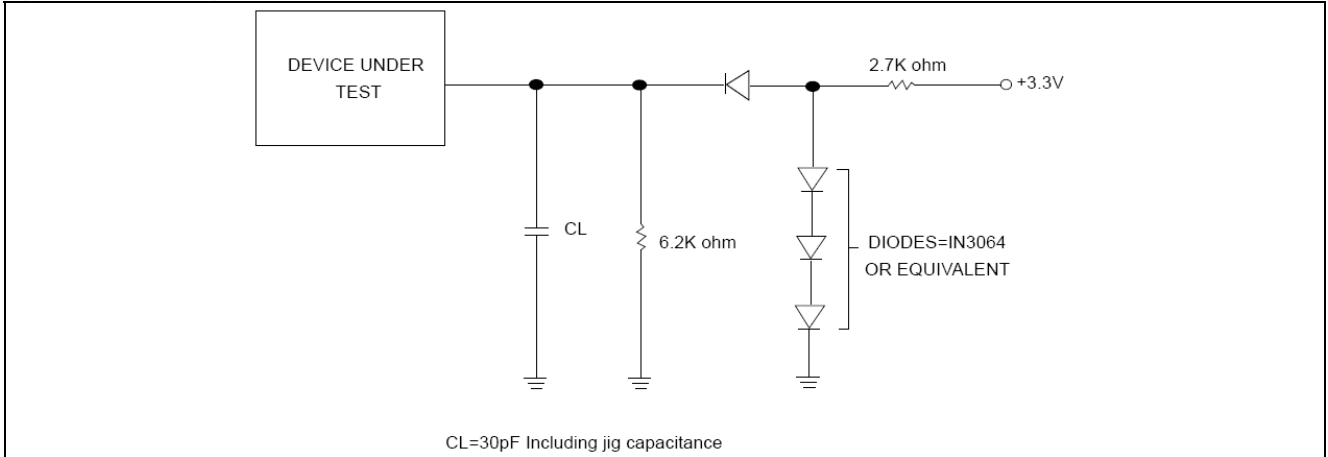 DEVICE UNDER
TEST
2.7K ohm
+3.3V
CL
6.2K ohm
DIODES=IN3064
OR EQUIVALENT
CL=30pF Including jig capacitance